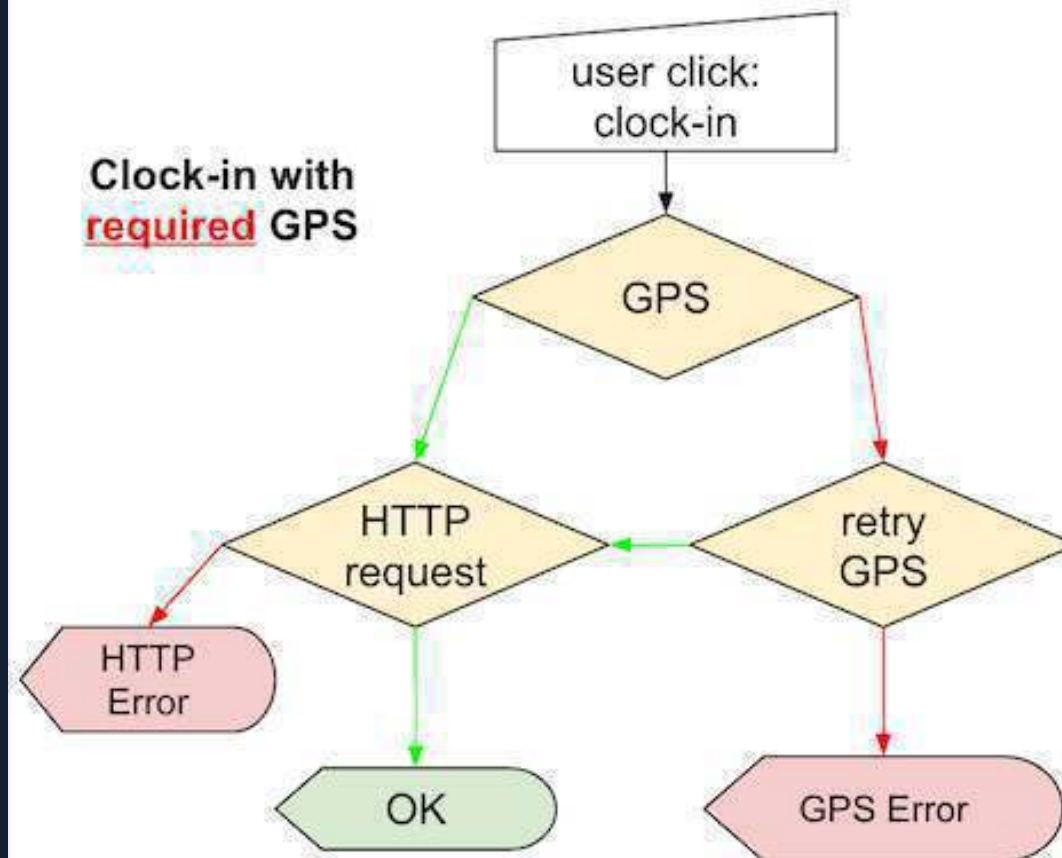 user click:
clock-in
Clock-in with
required GPS
GPS
HTTP
request
retry
GPS
HTTP
Error
OK
GPS Error